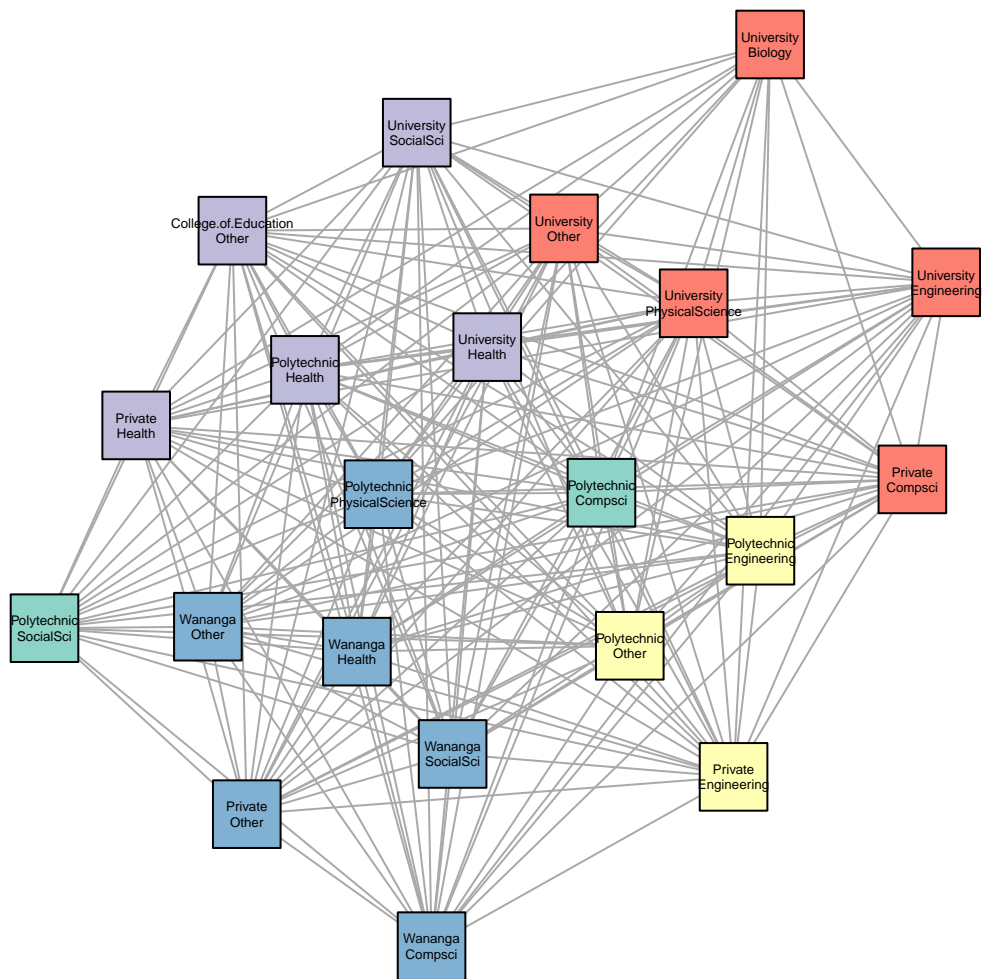 University
Biology
University
SocialSci
College.of.Education
Other
University
Other
University
Engineering
University
PhysicalScience
University
Health
Polytechnic
Health
Private
Health
Polytechnic
PhysicalScience
Polytechnic
Compsci
Private
Compsci
Polytechnic
Engineering
Polytechnic
SocialSci
Wananga
Other
Wananga
Health
Polytechnic
Other
Wananga
SocialSci
Private
Engineering
Private
Other
Wananga
Compsci